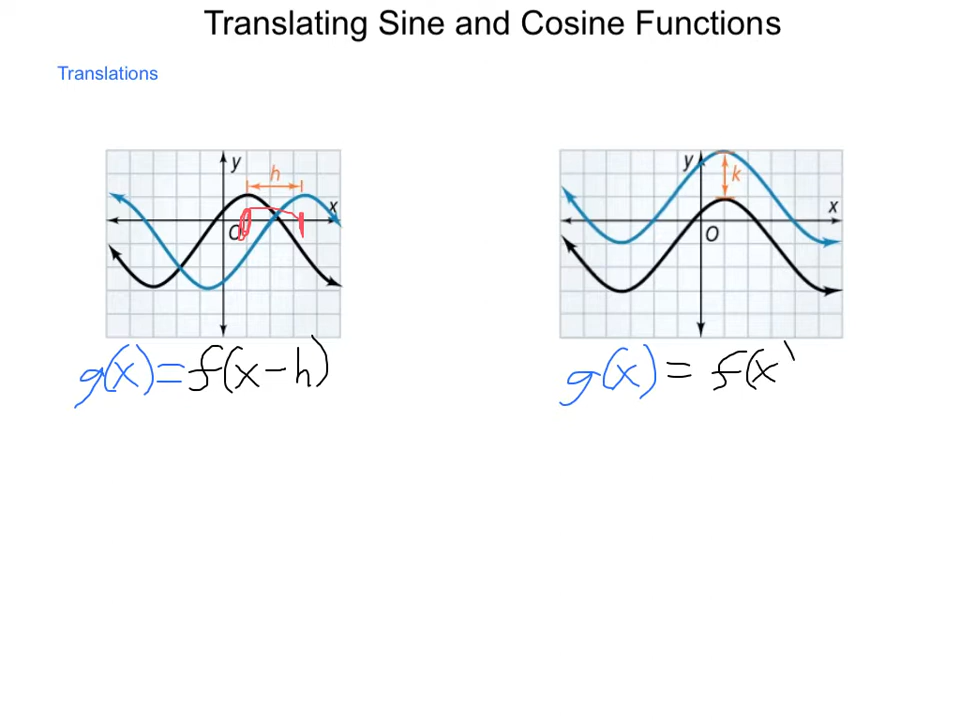 Translating Sine and Cosine Functions
Translations
y
h
x
O
y
k
x
O
g(x)=f(x-h)
g(x) = f(x)